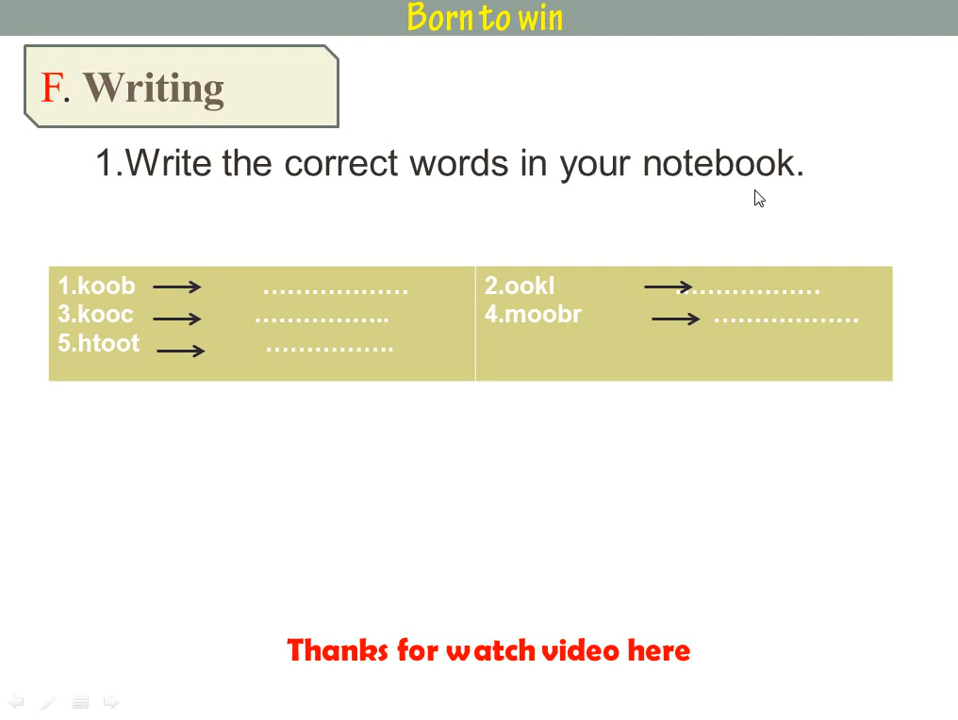 Born to win
F. Writing
1.Write the correct words in your notebook.
1.koob ………………
2.ookl ………………
3.kooc ……………..
4.moobr ………………
5.htoot …………….
Thanks for watch video here